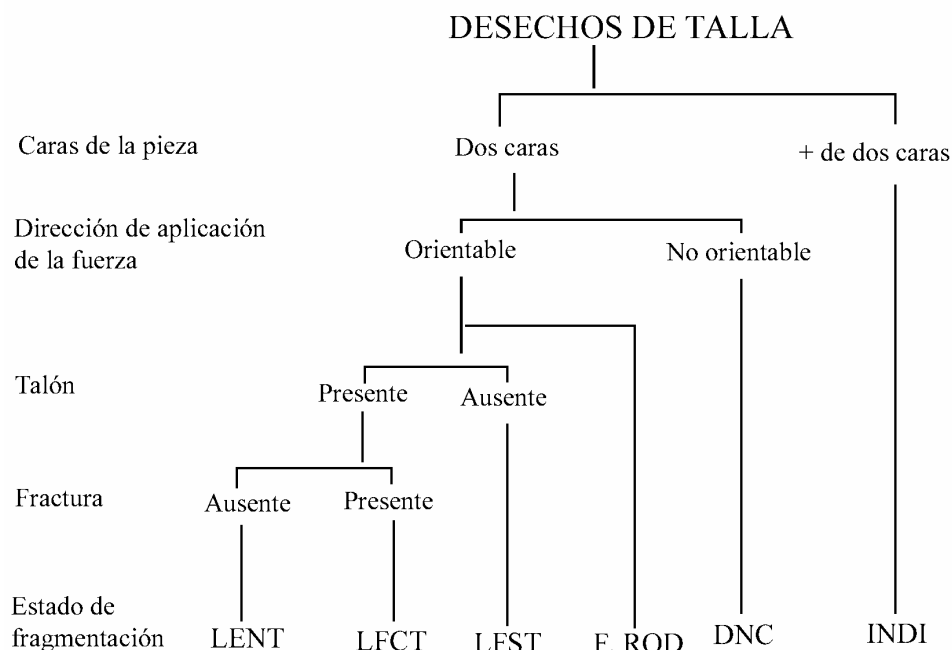 DESECHOS DE TALLA
Caras de la pieza
Dos caras
+ de dos caras
Dirección de aplicación
de la fuerza
Orientable
No orientable
Talón
Presente
Ausente
Fractura
Ausente
Presente
Estado de
fragmentación
LENT
LFCT
LFST
F. ROD
DNC
INDI